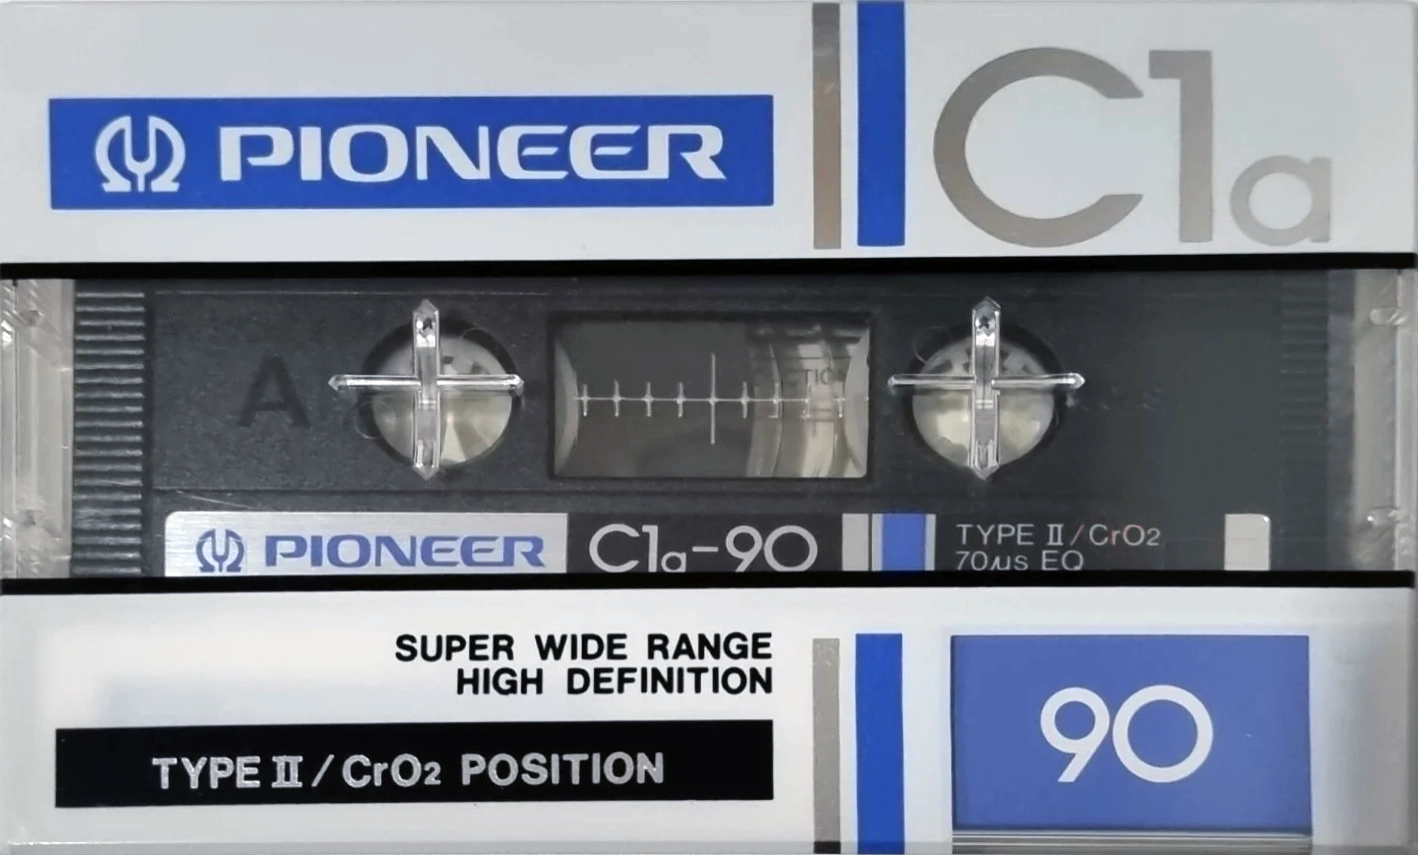 PIONEER
C1a
A
PIONEER
C1a-90
TYPE II/CrO2
70μs EQ
SUPER WIDE RANGE
HIGH DEFINITION
TYPE II/CrO2 POSITION
90